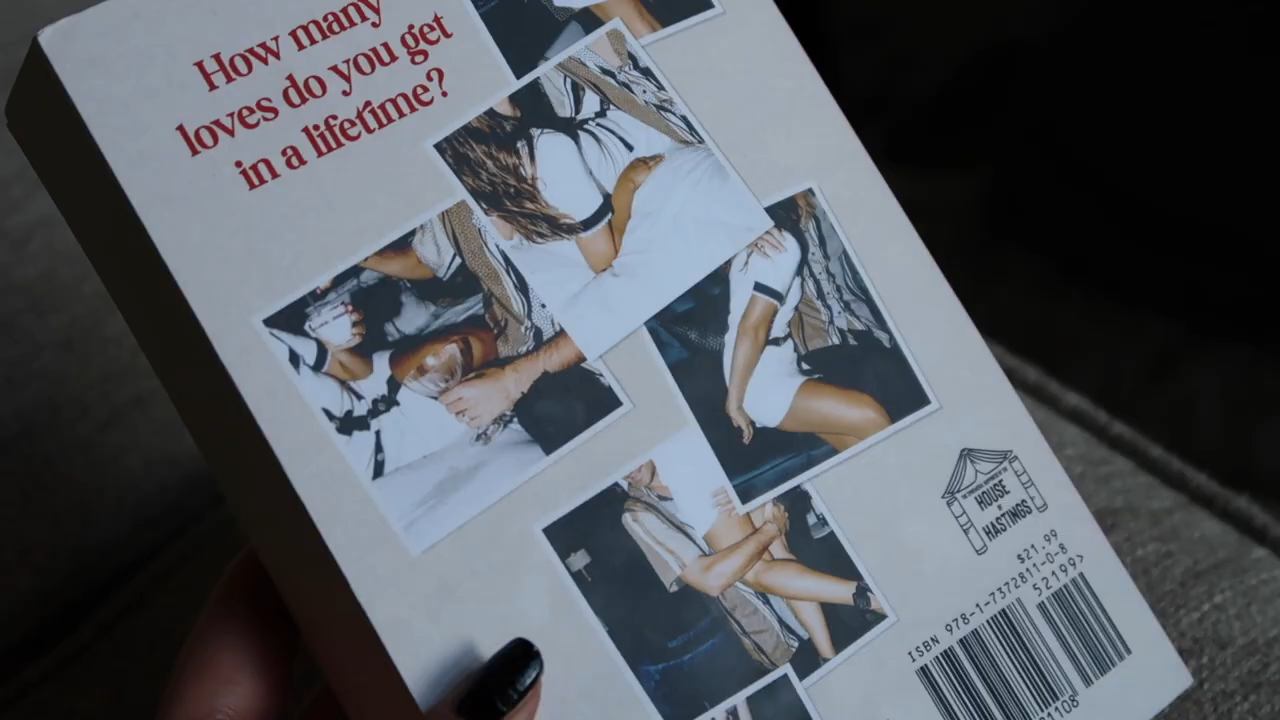 How many
loves do you get
in a lifetime?
HOUSE
OF
HASTINGS
$21.99
ISBN 978-1-7372811-0-8
52199>